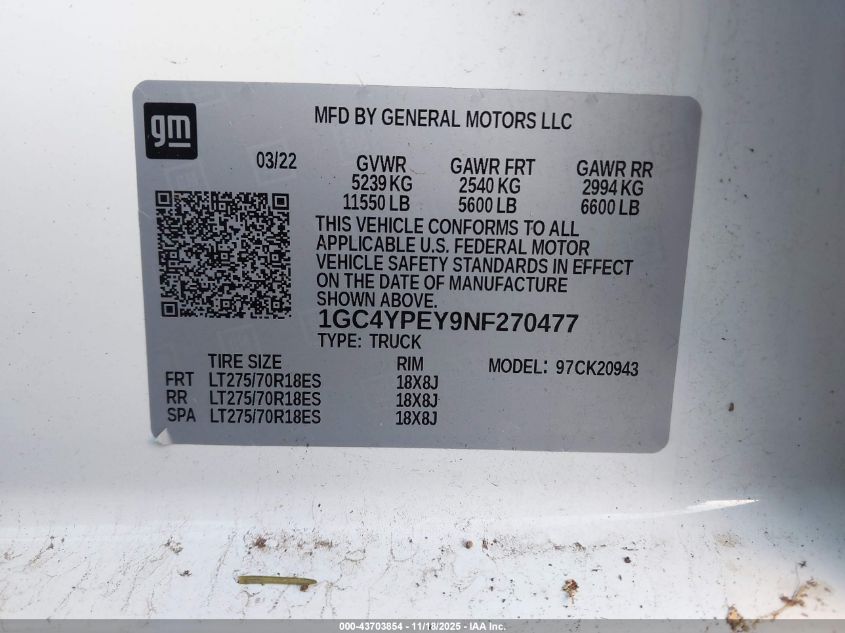 gm
MFD BY GENERAL MOTORS LLC
03/22 GVWR GAWR FRT GAWR RR
5239 KG 2540 KG 2994 KG
11550 LB 5600 LB 6600 LB
THIS VEHICLE CONFORMS TO ALL
APPLICABLE U.S. FEDERAL MOTOR
VEHICLE SAFETY STANDARDS IN EFFECT
ON THE DATE OF MANUFACTURE
SHOWN ABOVE.
1GC4YPEY9NF270477
TYPE: TRUCK
TIRE SIZE RIM MODEL: 97CK20943
FRT LT275/70R18ES 18X8J
RR LT275/70R18ES 18X8J
SPA LT275/70R18ES 18X8J
000-43703854 - 11/18/2025 - IAA Inc.